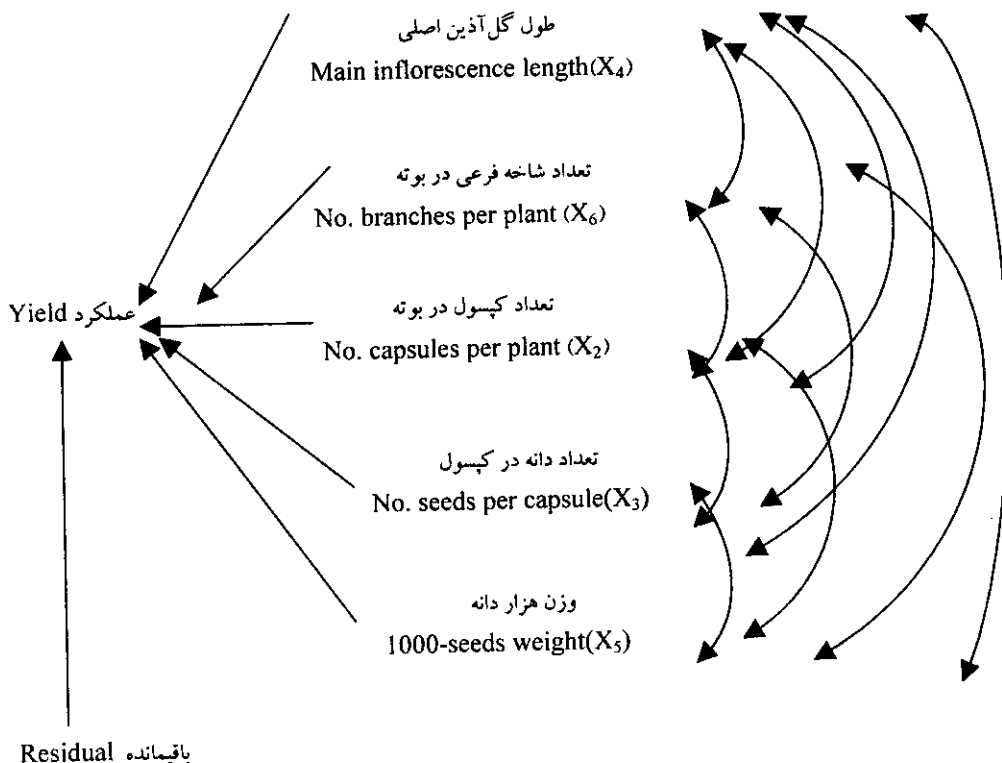 طول گل‌آذین اصلی
Main inflorescence length(X4)
تعداد شاخه فرعی در بوته
No. branches per plant (X6)
Yield عملکرد
تعداد کپسول در بوته
No. capsules per plant (X2)
تعداد دانه در کپسول
No. seeds per capsule(X3)
وزن هزار دانه
1000-seeds weight(X5)
Residual باقیمانده